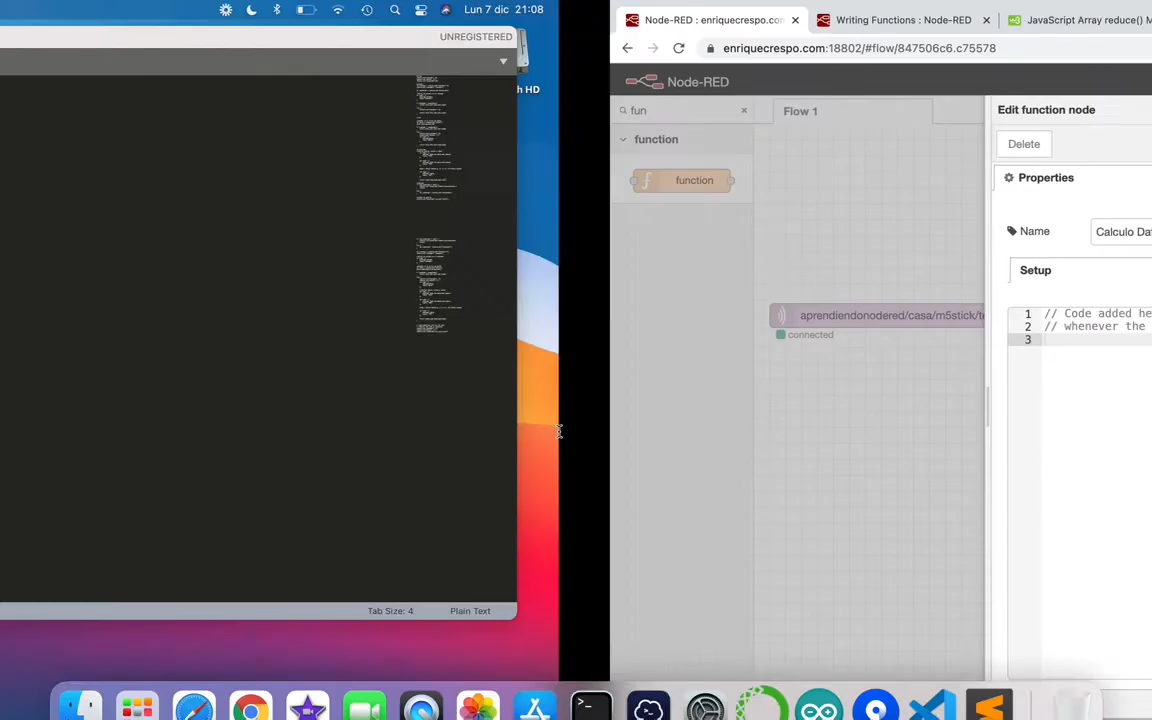 Lun 7 dic 21:08
UNREGISTERED
h HD
Tab Size: 4
Plain Text
Node-RED : enriquecrespo.con
Writing Functions : Node-RED
JavaScript Array reduce() M
enriquecrespo.com:18802/#flow/847506c6.c75578
Node-RED
fun
Flow 1
function
function
aprendiendonodered/casa/m5stick/te
connected
Edit function node
Delete
Properties
Name
Calculo Da
Setup
1 // Code added he
2 // whenever the
3